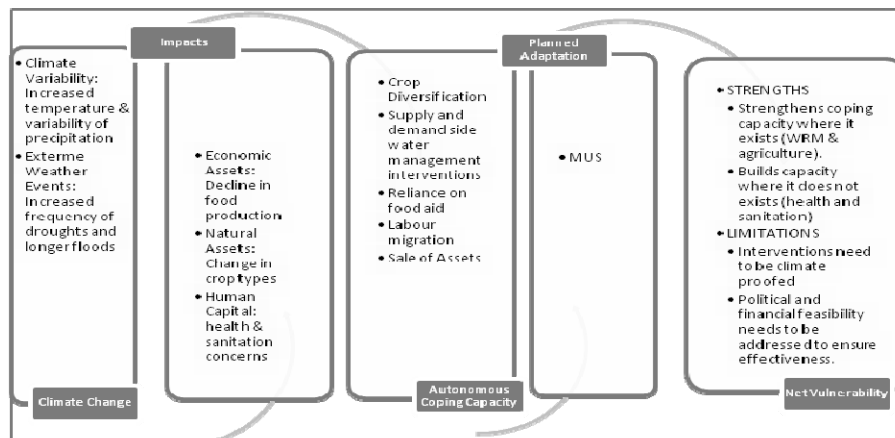 Impacts
• Climate
Variability:
Increased
temperature &
variability of
precipitation
• Exterme
Weather
Events:
Increased
frequency of
droughts and
longer floods
Climate Change
• Economic
Assets:
Decline in
food
production
• Natural
Assets:
Change in
crop types
• Human
Capital:
health &
sanitation
concerns
• Crop
Diversification
• Supply and
demand side
water
management
interventions
• Reliance on
food aid
• Labour
migration
• Sale of Assets
Autonomous
Coping Capacity
Planned
Adaptation
• MUS
• STRENGTHS
• Strengthens coping
capacity where it
exists (WRM &
agriculture).
• Builds capacity
where it does not
exists (health and
sanitation)
• LIMITATIONS
• Interventions need
to be climate
proofed
• Political and
financial feasibility
needs to be
addressed to ensure
effectiveness.
Net Vulnerability